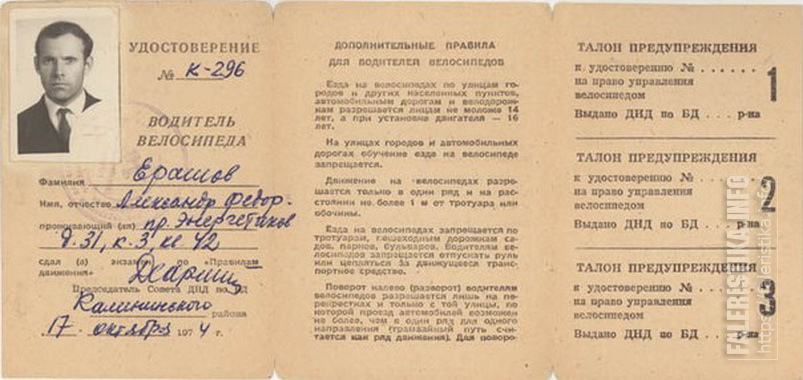 УДОСТОВЕРЕНИЕ
№ К-296
ВОДИТЕЛЬ
ВЕЛОСИПЕДА
Фамилия Ерашов
Имя, отчество Александр Федор.
проживающий (ая) пр. Энергетиков
д. 31, к. 3, кв 42
сдал (а) экзамен по «Правилам
движения»
Председатель Совета ДНД по БД
Калининского
района
17 октября 1974 г.
ДОПОЛНИТЕЛЬНЫЕ ПРАВИЛА
ДЛЯ ВОДИТЕЛЕЙ ВЕЛОСИПЕДОВ
Езда на велосипедах по улицам го-
родов и других населенных пунктов,
автомобильным дорогам и велодорож-
кам разрешается лицам не моложе 14
лет, а при установке двигателя — 16
лет.
На улицах городов и автомобильных
дорогах обучение езде на велосипеде
запрещается.
Движение на велосипедах разре-
шается только в один ряд и на рас-
стоянии не более 1 м от тротуара или
обочины.
Езда на велосипедах запрещается по
тротуарам, пешеходным дорожкам са-
дов, парков, бульваров. Водителям ве-
лосипедов запрещается отпускать руль
или цепляться за движущееся транс-
портное средство.
Поворот налево (разворот) водителям
велосипедов разрешается лишь на пе-
рекрестках и только с той улицы, по
которой проезд автомобилей возможен
не более, чем в один ряд для одного
направления (трамвайный путь счи-
тается как ряд движения). Для поворо-
ТАЛОН ПРЕДУПРЕЖДЕНИЯ
к удостоверению № . . . . . .
на право управления
велосипедом
1
Выдано ДНД по БД . . р-на
ТАЛОН ПРЕДУПРЕЖДЕНИЯ
к удостоверению № . . . . . .
на право управления
велосипедом
2
Выдано ДНД по БД . . р-на
ТАЛОН ПРЕДУПРЕЖДЕНИЯ
к удостоверению № . . . . . .
на право управления
велосипедом
3
Выдано ДНД по БД . . р-на
FALERISTIKA.INFO